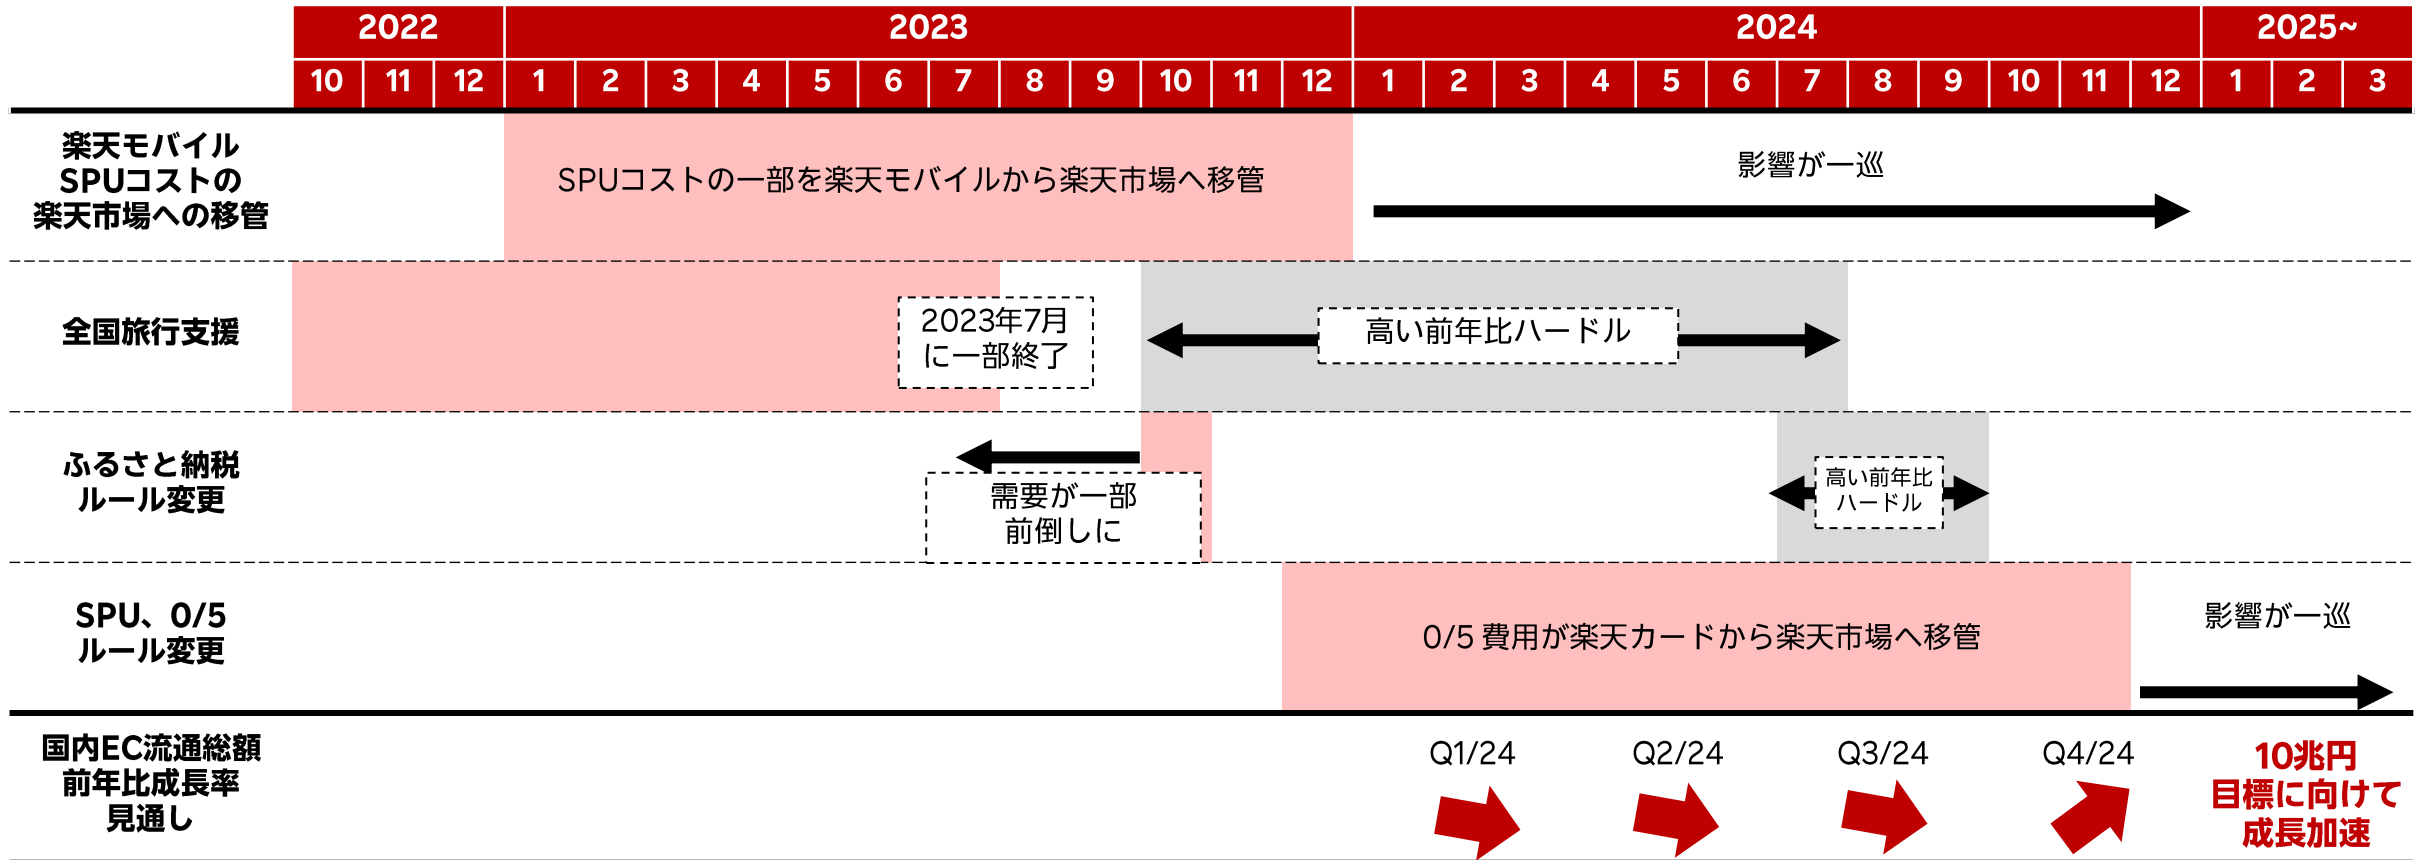 2022 2023 2024 2025~
10 11 12 1 2 3 4 5 6 7 8 9 10 11 12 1 2 3 4 5 6 7 8 9 10 11 12 1 2 3
楽天モバイル
SPUコストの
楽天市場への移管
SPUコストの一部を楽天モバイルから楽天市場へ移管
影響が一巡
全国旅行支援
2023年7月
に一部終了
高い前年比ハードル
ふるさと納税
ルール変更
需要が一部
前倒しに
高い前年比
ハードル
SPU、0/5
ルール変更
0/5 費用が楽天カードから楽天市場へ移管
影響が一巡
国内EC流通総額
前年比成長率
見通し
Q1/24 Q2/24 Q3/24 Q4/24
10兆円
目標に向けて
成長加速